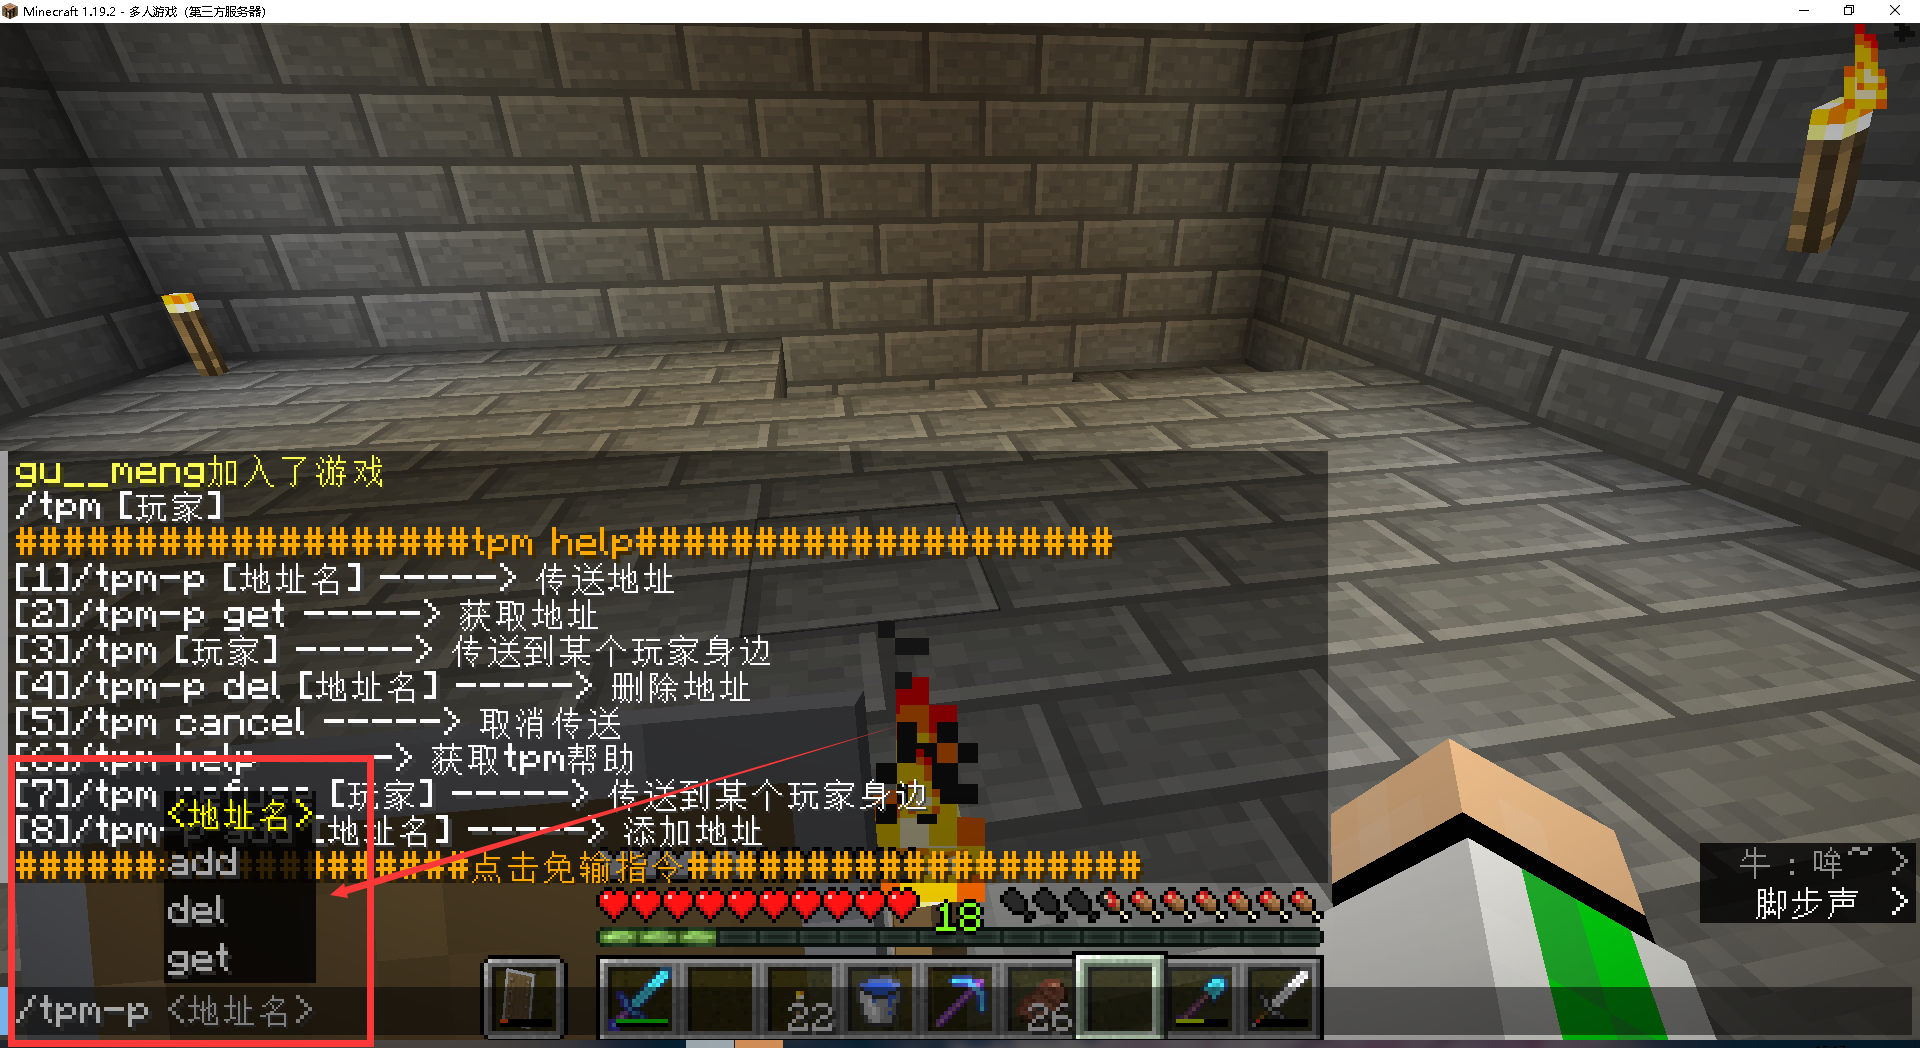 Minecraft 1.19.2 - 多人游戏（第三方服务器）
gu__meng加入了游戏
/tpm [玩家]
###################tpm help####################
[1]/tpm-p [地址名] -----> 传送地址
[2]/tpm-p get -----> 获取地址
[3]/tpm [玩家] -----> 传送到某个玩家身边
[4]/tpm-p del [地址名] -----> 删除地址
[5]/tpm cancel -----> 取消传送
[6]/tpm help -> 获取tpm帮助
[7]/tpm [玩家] -----> 传送到某个玩家身边
[8]/tpm- [地址名] -----> 添加地址
###################点击免输指令###################
<地址名>
add
del
get
/tpm-p <地址名>
牛：哞~ >
脚步声 >
18
22
26